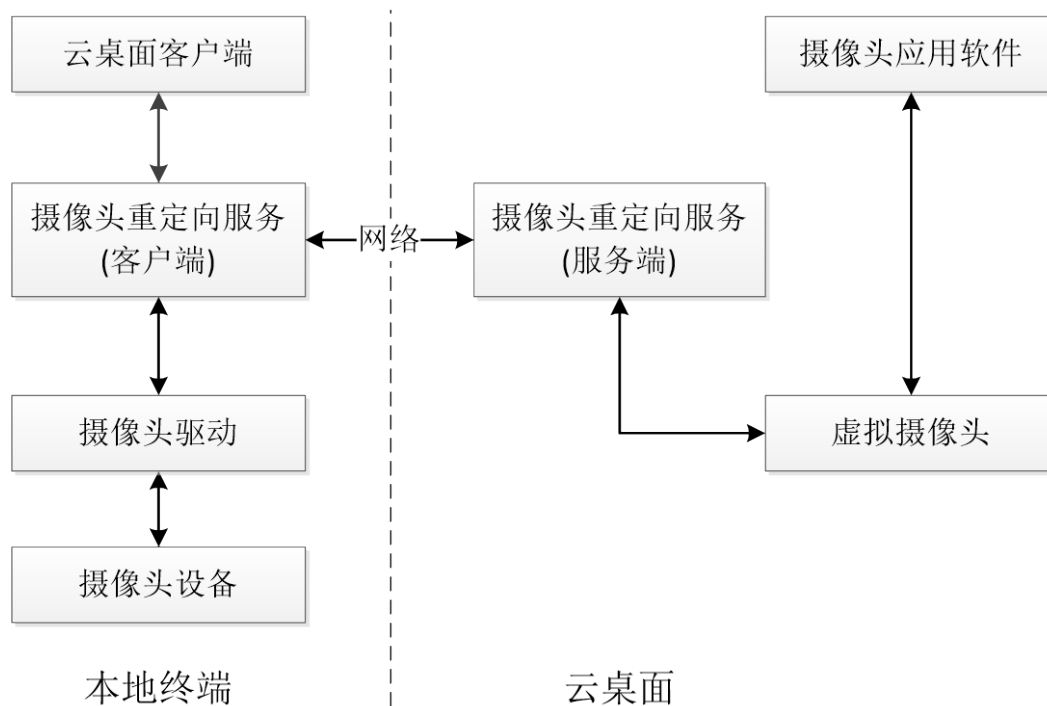 云桌面客户端
摄像头应用软件
摄像头重定向服务
(客户端)
网络
摄像头重定向服务
(服务端)
摄像头驱动
虚拟摄像头
摄像头设备
本地终端
云桌面